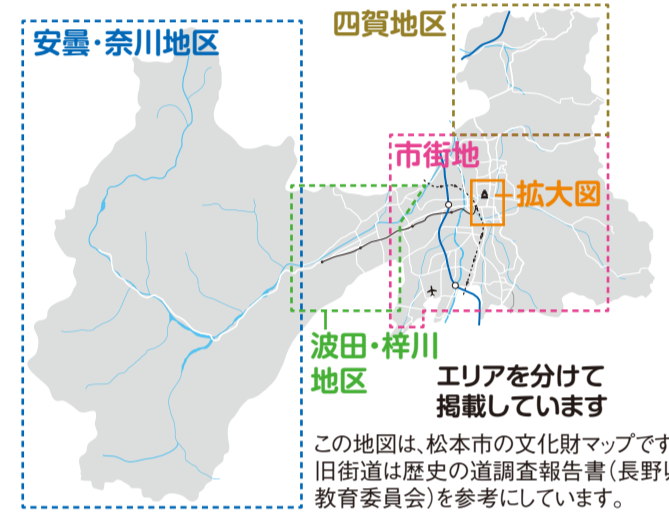 安曇・奈川地区
四賀地区
市街地
拡大図
波田・梓川
地区
エリアを分けて
掲載しています
この地図は、松本市の文化財マップです
旧街道は歴史の道調査報告書(長野県
教育委員会)を参考にしています。